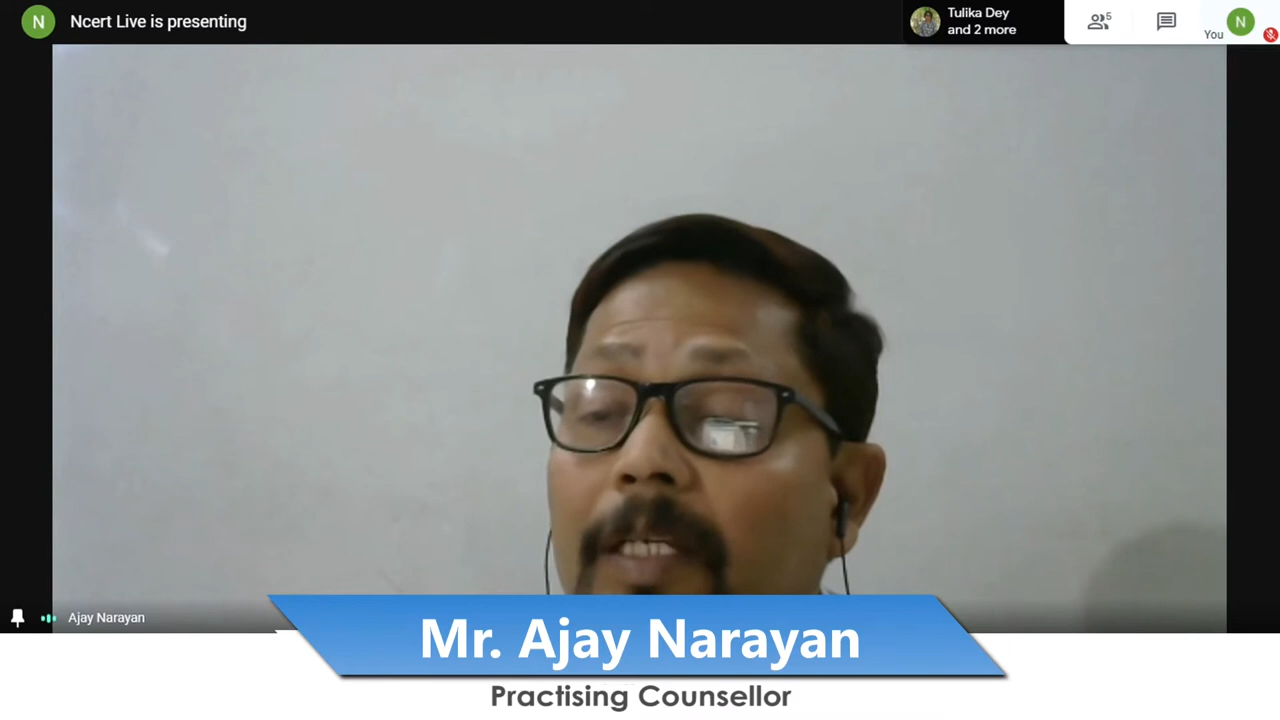 N Ncert Live is presenting
Tulika Dey
and 2 more
5
You
N
Ajay Narayan
Mr. Ajay Narayan
Practising Counsellor